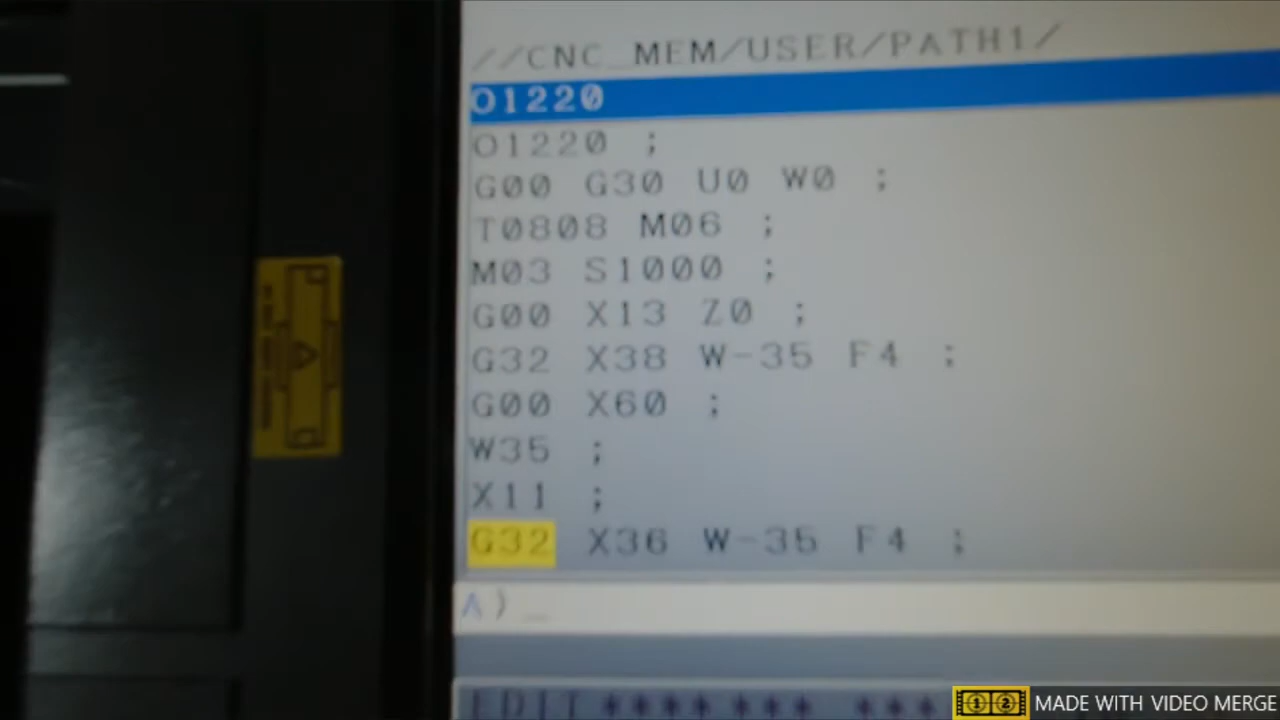 //CNC_MEM/USER/PATH1/
O1220
O1220 ;
G00 G30 U0 W0 ;
T0808 M06 ;
M03 S1000 ;
G00 X13 Z0 ;
G32 X38 W-35 F4 ;
G00 X60 ;
W35 ;
X11 ;
G32 X36 W-35 F4 ;
A)_
EDIT **** *** ***
MADE WITH VIDEO MERGE